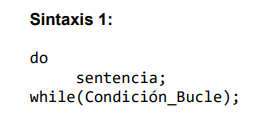 Sintaxis 1:
do
sentencia;
while(Condición_Bucle);